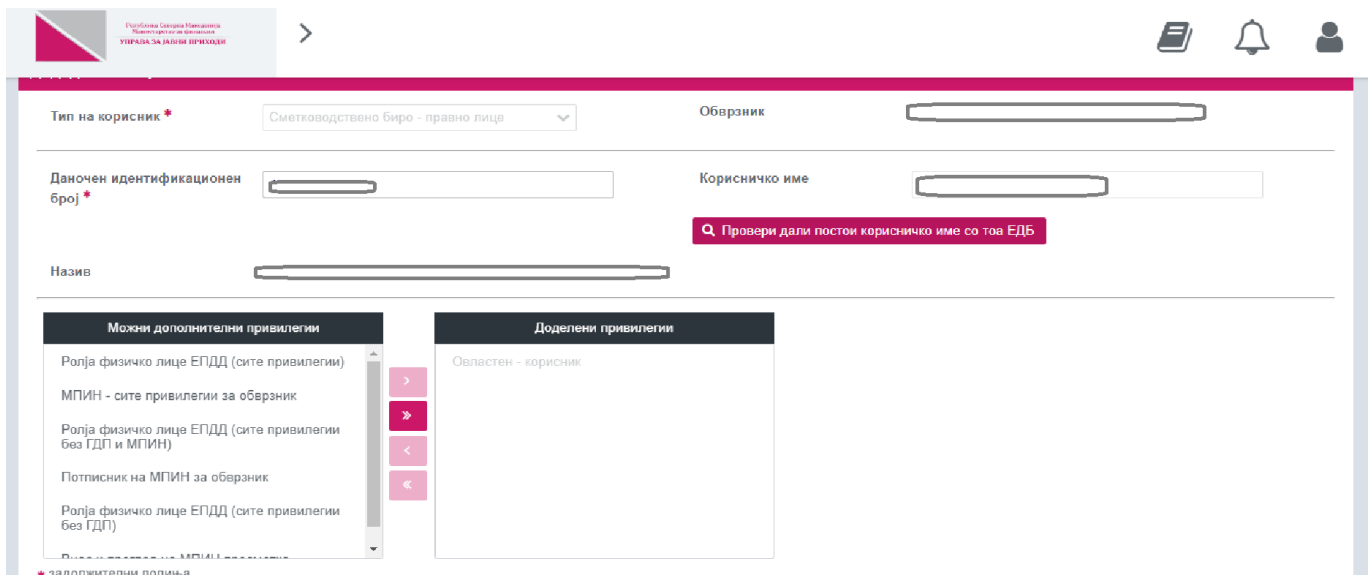 Република Северна Македонија
Министерство за финансии
УПРАВА ЗА ЈАВНИ ПРИХОДИ
Тип на корисник *
Сметководствено биро - правно лице
Обврзник
Даночен идентификационен
број *
Корисничко име
Провери дали постои корисничко име со тоа ЕДБ
Назив
Можни дополнителни привилегии
Доделени привилегии
Ролја физичко лице ЕПДД (сите привилегии)
Овластен - корисник
МПИН - сите привилегии за обврзник
Ролја физичко лице ЕПДД (сите привилегии
без ГДП и МПИН)
Потписник на МПИН за обврзник
Ролја физичко лице ЕПДД (сите привилегии
без ГДП)
* задолжителни полиња